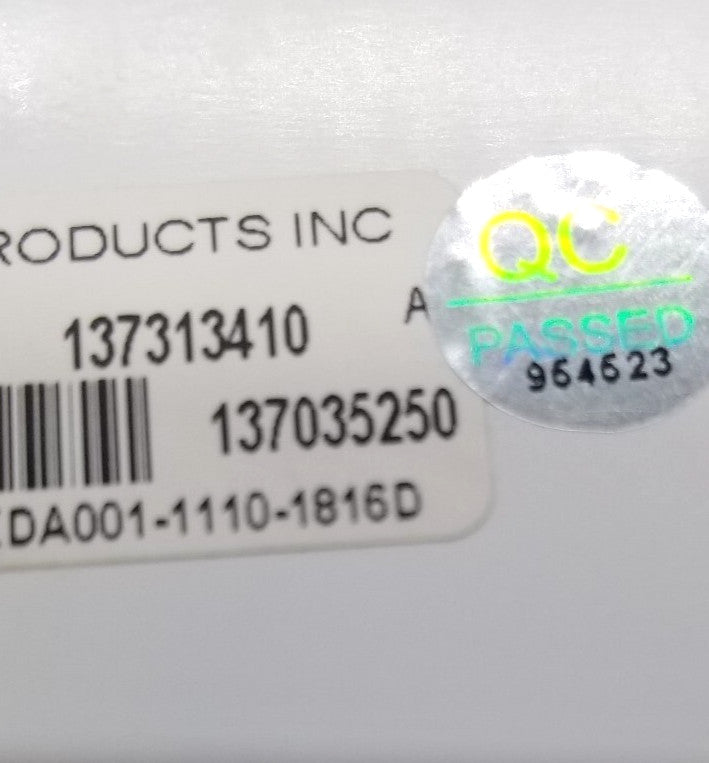 RODUCTS INC
137313410 A
137035250
DA001-1110-1816D
QC
PASSED
964623